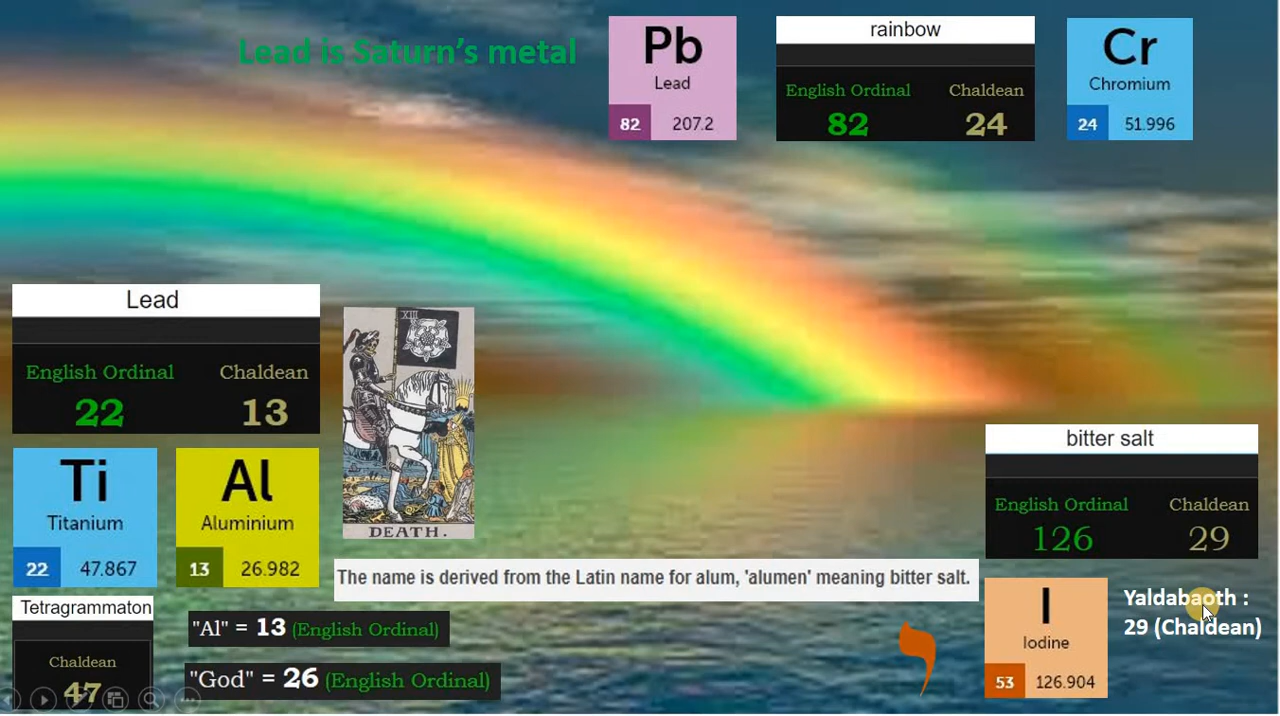 Lead is Saturn's metal
Pb
Lead
82 207.2
rainbow
English Ordinal Chaldean
82 24
Cr
Chromium
24 51.996
Lead
English Ordinal Chaldean
22 13
XIII
DEATH.
Ti
Titanium
22 47.867
Al
Aluminium
13 26.982
The name is derived from the Latin name for alum, 'alumen' meaning bitter salt.
Tetragrammaton
Chaldean
47
"Al" = 13 (English Ordinal)
"God" = 26 (English Ordinal)
י
bitter salt
English Ordinal Chaldean
126 29
I
Iodine
53 126.904
Yaldabaoth :
29 (Chaldean)